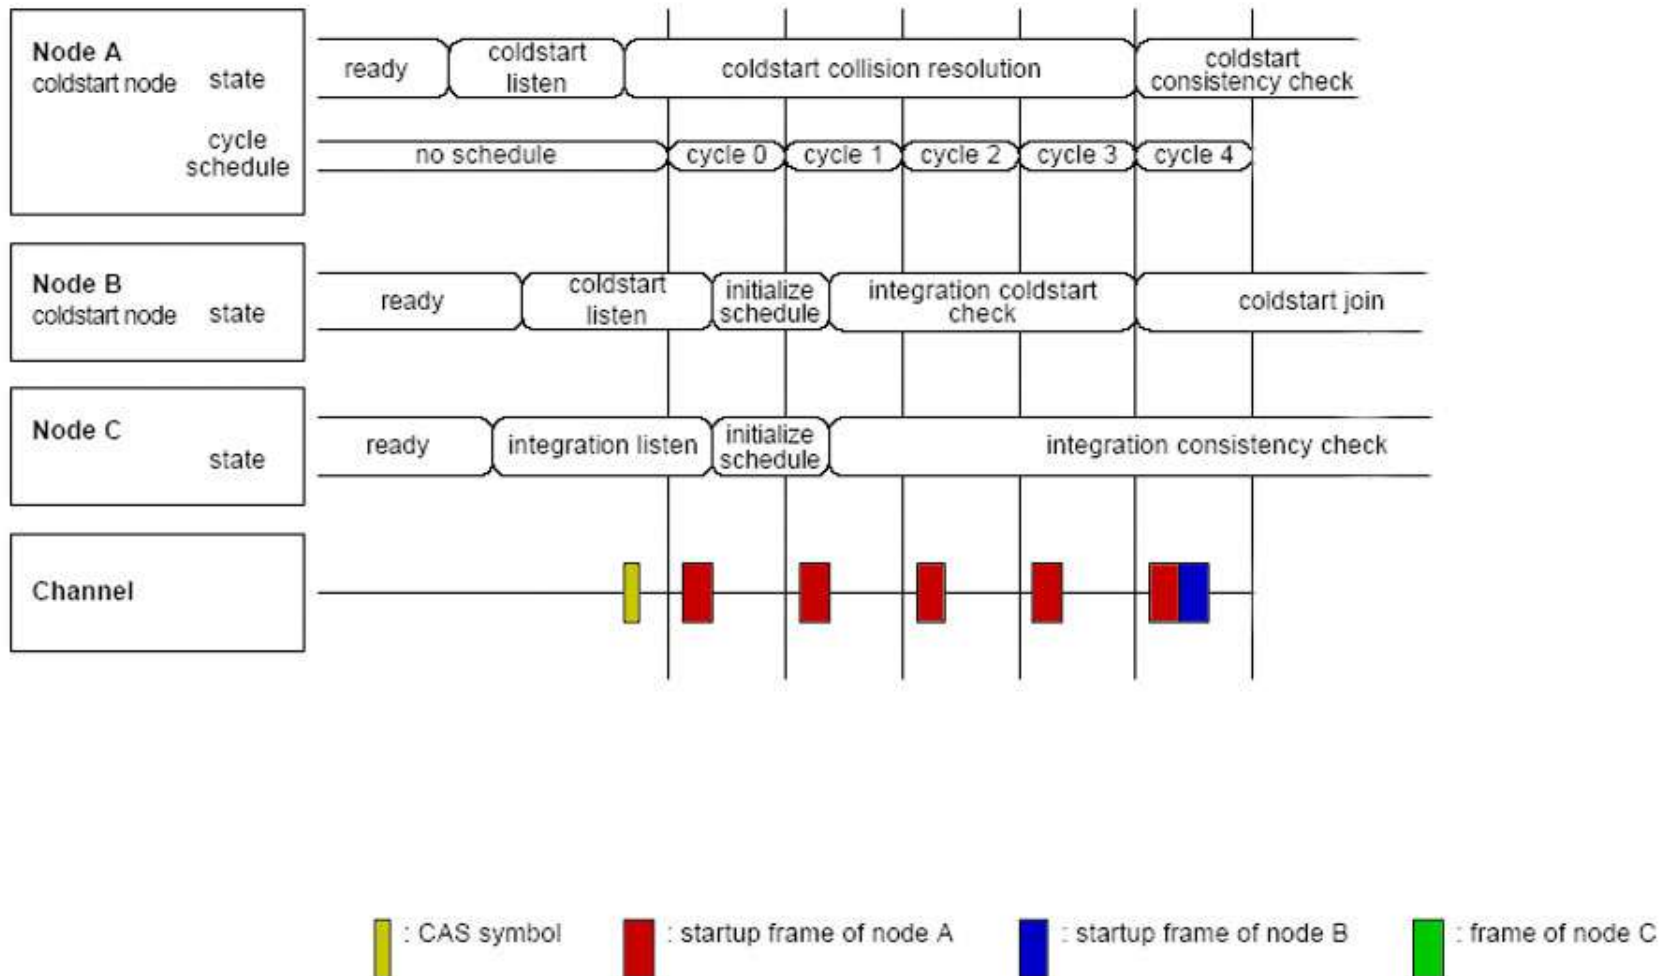 Node A
coldstart node
state
ready
coldstart
listen
coldstart collision resolution
coldstart
consistency check
cycle
schedule
no schedule
cycle 0
cycle 1
cycle 2
cycle 3
cycle 4
Node B
coldstart node
state
ready
coldstart
listen
initialize
schedule
integration coldstart
check
coldstart join
Node C
state
ready
integration listen
initialize
schedule
integration consistency check
Channel
: CAS symbol
: startup frame of node A
: startup frame of node B
: frame of node C